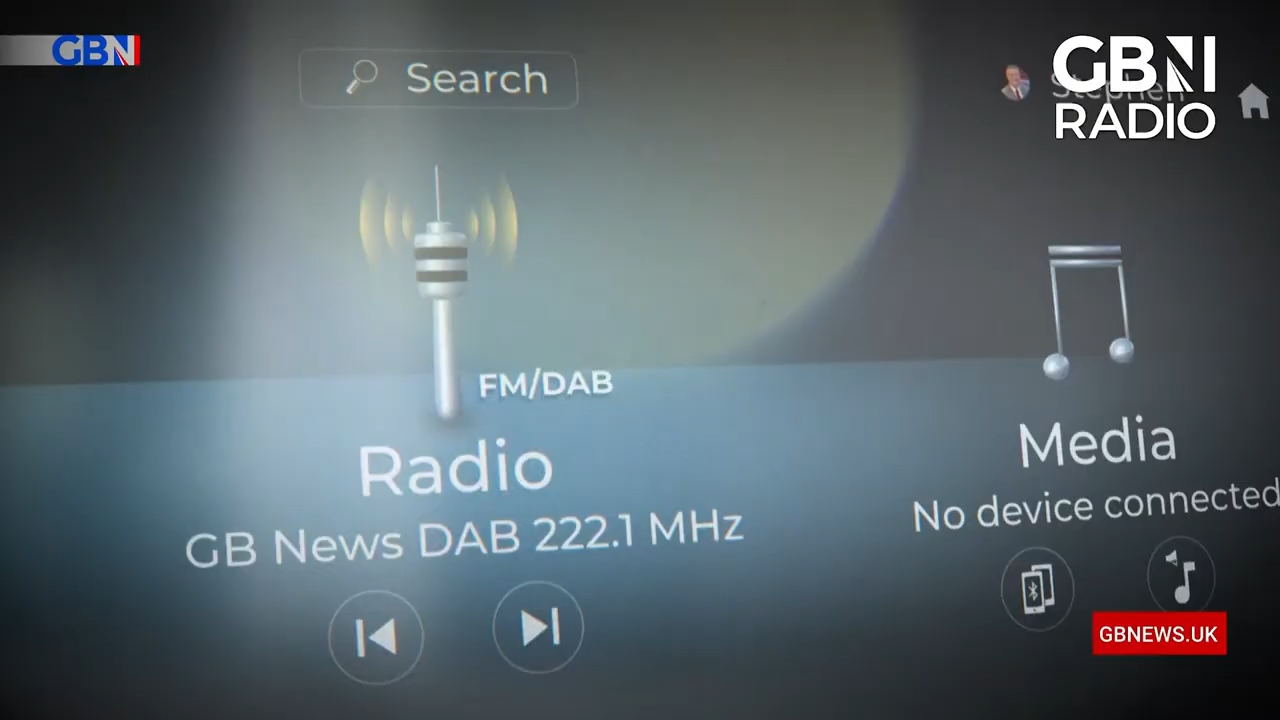 GBN
Search
Stephen
GBN
RADIO
FM/DAB
Radio
GB News DAB 222.1 MHz
Media
No device connected
GBNEWS.UK